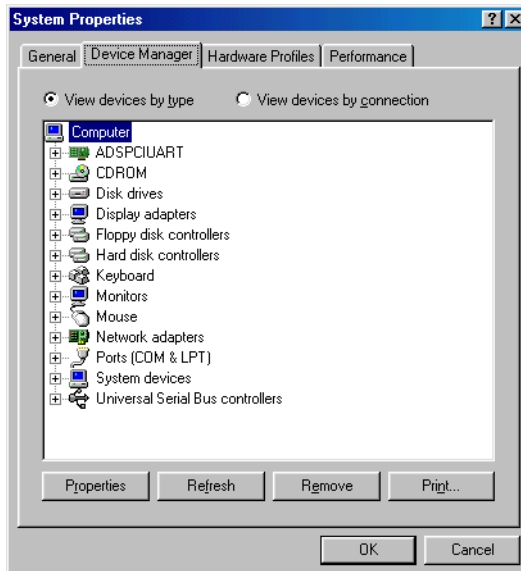 System Properties
General Device Manager Hardware Profiles Performance
View devices by type View devices by connection
Computer
ADSPCIUART
CDROM
Disk drives
Display adapters
Floppy disk controllers
Hard disk controllers
Keyboard
Monitors
Mouse
Network adapters
Ports (COM & LPT)
System devices
Universal Serial Bus controllers
Properties Refresh Remove Print...
OK Cancel